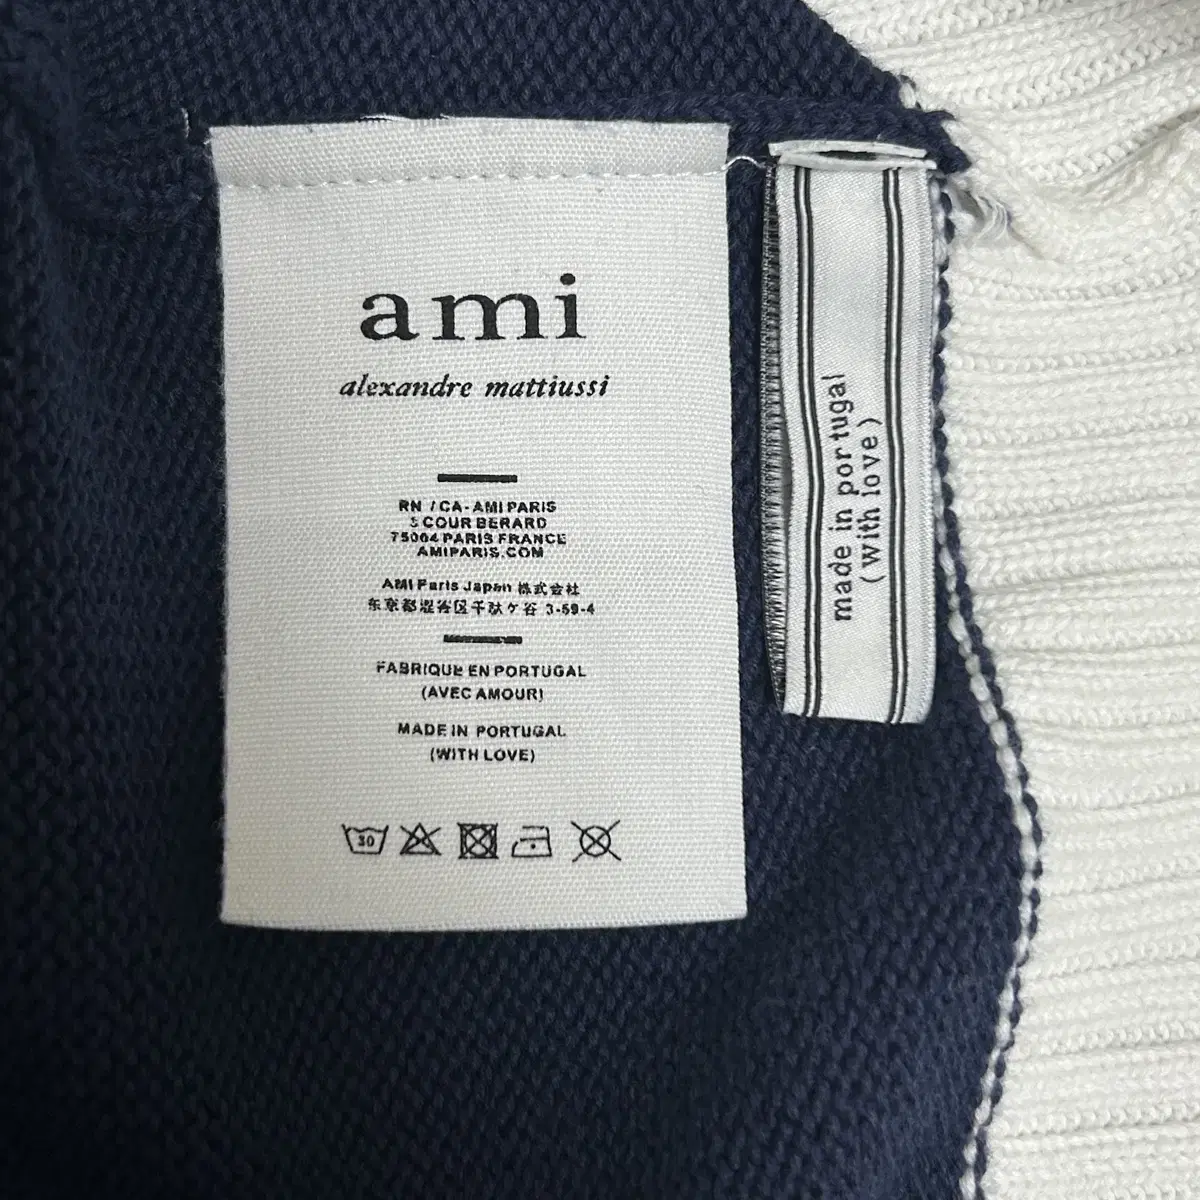 ami
alexandre mattiussi
RN / CA - AMI PARIS
3 COUR BERARD
75004 PARIS FRANCE
AMIPARIS.COM
AMI Paris Japan 株式会社
东京都渋谷区千駄ケ谷 3-59-4
FABRIQUE EN PORTUGAL
(AVEC AMOUR)
MADE IN PORTUGAL
(WITH LOVE)
30
made in portugal
(with love)